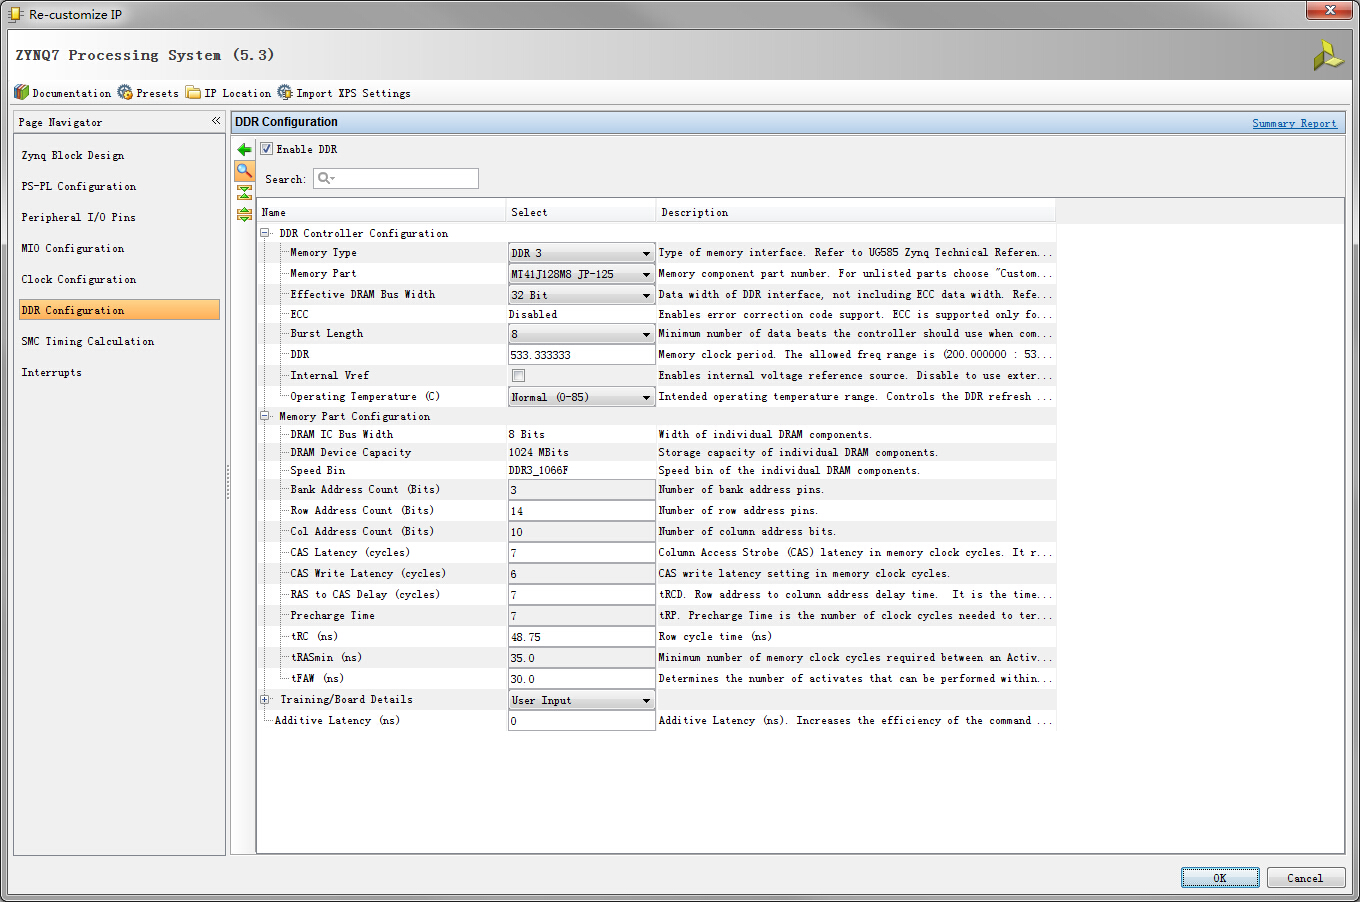 Re-customize IP
ZYNQ7 Processing System (5.3)
Documentation Presets IP Location Import XPS Settings
Page Navigator «
Zynq Block Design
PS-PL Configuration
Peripheral I/O Pins
MIO Configuration
Clock Configuration
DDR Configuration
SMC Timing Calculation
Interrupts
DDR Configuration Summary Report
Enable DDR
Search:
Name Select Description
DDR Controller Configuration
Memory Type DDR 3 Type of memory interface. Refer to UG585 Zynq Technical Referen...
Memory Part MT41J128M8 JP-125 Memory component part number. For unlisted parts choose "Custom...
Effective DRAM Bus Width 32 Bit Data width of DDR interface, not including ECC data width. Refe...
ECC Disabled Enables error correction code support. ECC is supported only fo...
Burst Length 8 Minimum number of data beats the controller should use when com...
DDR 533.333333 Memory clock period. The allowed freq range is (200.000000 : 53...
Internal Vref Enables internal voltage reference source. Disable to use exter...
Operating Temperature (C) Normal (0-85) Intended operating temperature range. Controls the DDR refresh ...
Memory Part Configuration
DRAM IC Bus Width 8 Bits Width of individual DRAM components.
DRAM Device Capacity 1024 MBits Storage capacity of individual DRAM components.
Speed Bin DDR3_1066F Speed bin of the individual DRAM components.
Bank Address Count (Bits) 3 Number of bank address pins.
Row Address Count (Bits) 14 Number of row address pins.
Col Address Count (Bits) 10 Number of column address bits.
CAS Latency (cycles) 7 Column Access Strobe (CAS) latency in memory clock cycles. It r...
CAS Write Latency (cycles) 6 CAS write latency setting in memory clock cycles.
RAS to CAS Delay (cycles) 7 tRCD. Row address to column address delay time. It is the time...
Precharge Time 7 tRP. Precharge Time is the number of clock cycles needed to ter...
tRC (ns) 48.75 Row cycle time (ns)
tRASmin (ns) 35.0 Minimum number of memory clock cycles required between an Activ...
tFAW (ns) 30.0 Determines the number of activates that can be performed within...
Training/Board Details User Input
Additive Latency (ns) 0 Additive Latency (ns). Increases the efficiency of the command ...
OK Cancel